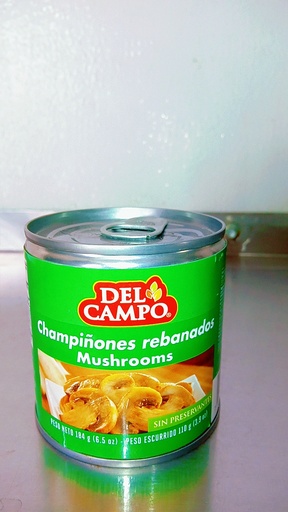 DEL
CAMPO
Champiñones rebanados
Mushrooms
SIN PRESERVANTES
PESO NETO 184 g (6.5 oz) - PESO ESCURRIDO 110 g (3.9 oz)